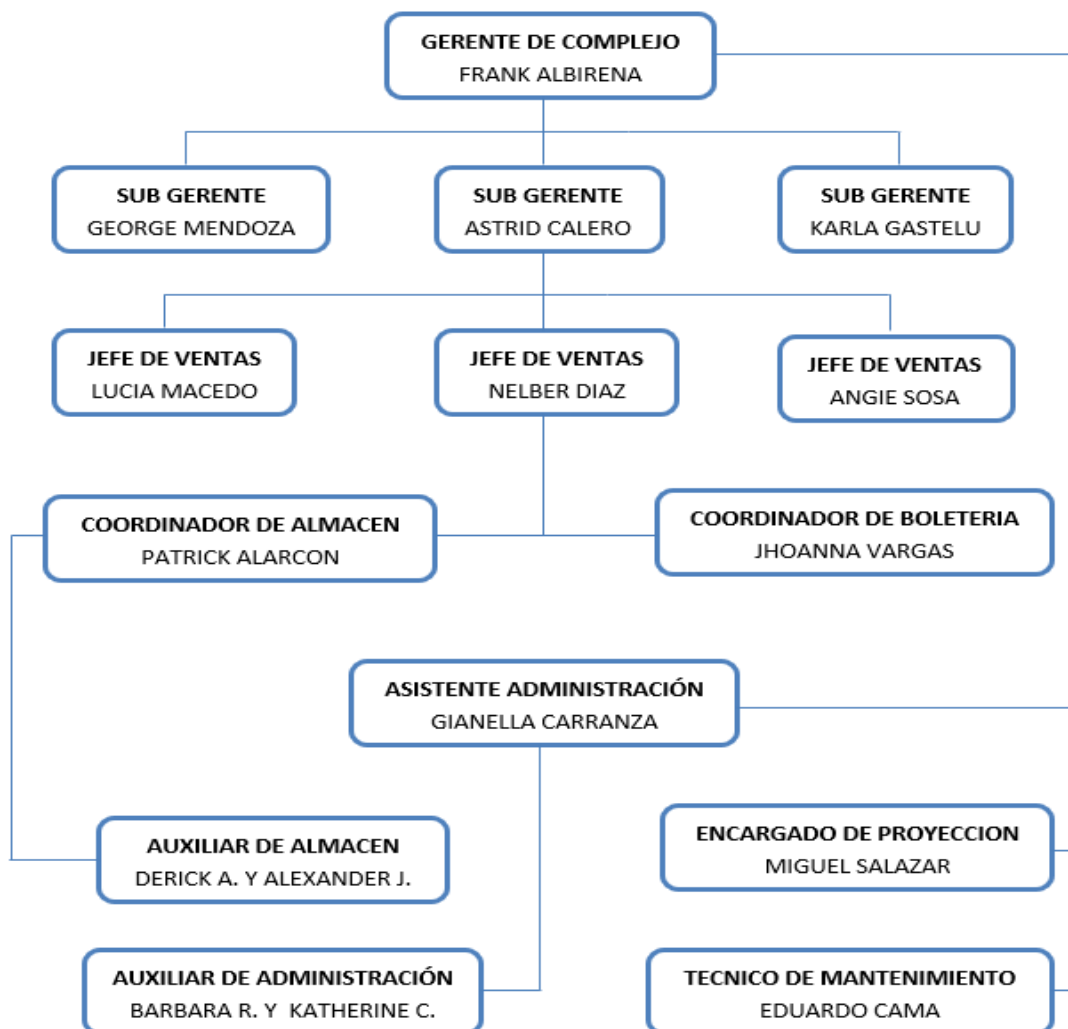 GERENTE DE COMPLEJO
FRANK ALBIRENA
SUB GERENTE
GEORGE MENDOZA
SUB GERENTE
ASTRID CALERO
SUB GERENTE
KARLA GASTELU
JEFE DE VENTAS
LUCIA MACEDO
JEFE DE VENTAS
NELBER DIAZ
JEFE DE VENTAS
ANGIE SOSA
COORDINADOR DE ALMACEN
PATRICK ALARCON
COORDINADOR DE BOLETERIA
JHOANNA VARGAS
ASISTENTE ADMINISTRACIÓN
GIANELLA CARRANZA
AUXILIAR DE ALMACEN
DERICK A. Y ALEXANDER J.
ENCARGADO DE PROYECCION
MIGUEL SALAZAR
AUXILIAR DE ADMINISTRACIÓN
BARBARA R. Y KATHERINE C.
TECNICO DE MANTENIMIENTO
EDUARDO CAMA